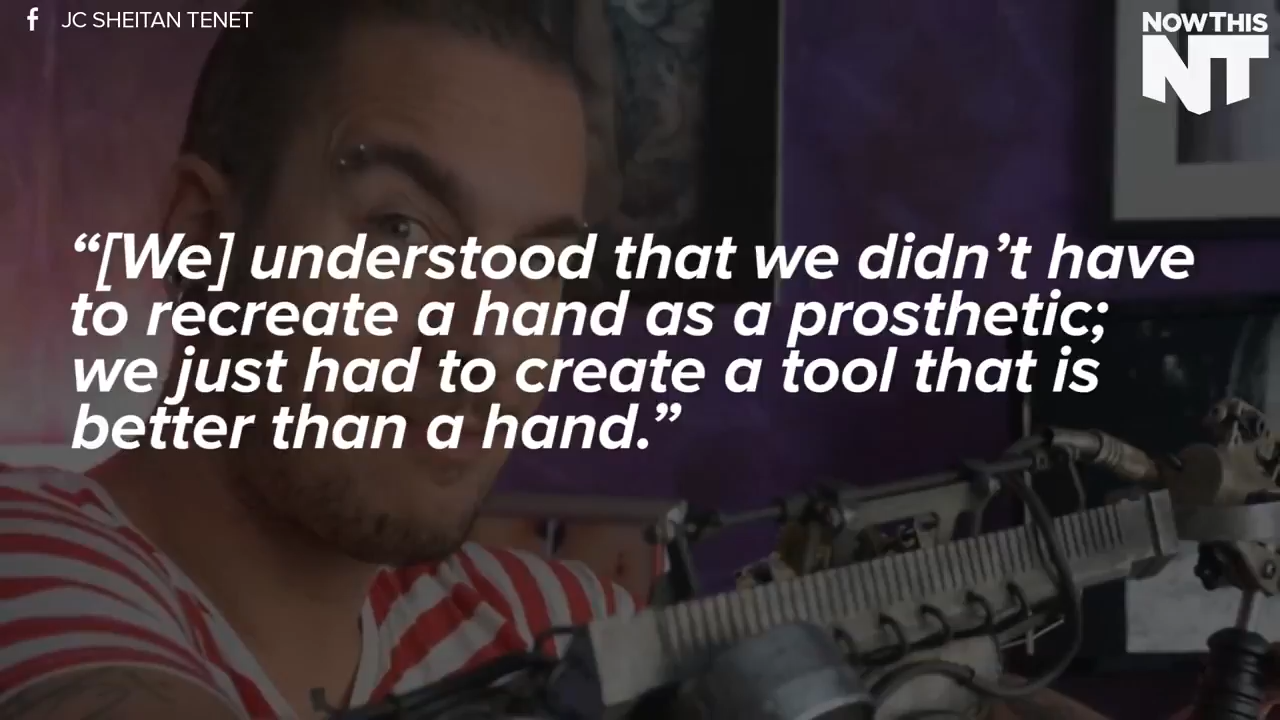 f JC SHEITAN TENET
NOWTHIS
NT
“[We] understood that we didn’t have
to recreate a hand as a prosthetic;
we just had to create a tool that is
better than a hand.”